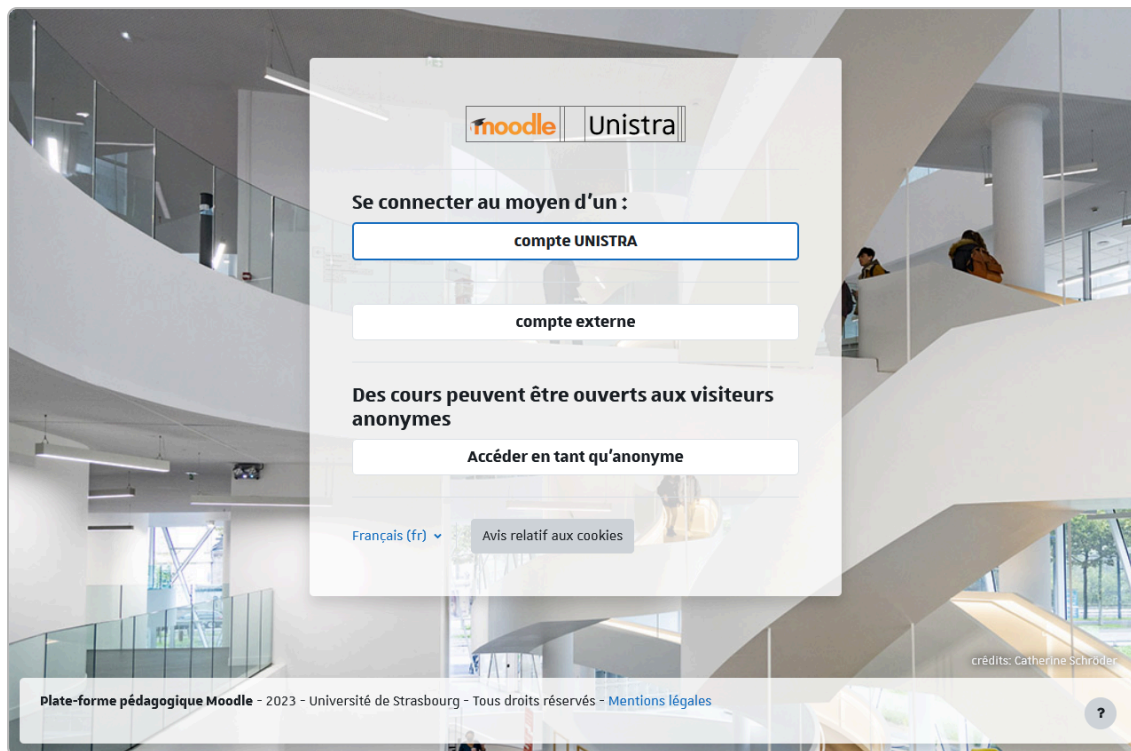 moodle Unistra
Se connecter au moyen d'un :
compte UNISTRA
compte externe
Des cours peuvent être ouverts aux visiteurs
anonymes
Accéder en tant qu'anonyme
Français (fr) Avis relatif aux cookies
crédits: Catherine Schröder
Plate-forme pédagogique Moodle - 2023 - Université de Strasbourg - Tous droits réservés - Mentions légales
?